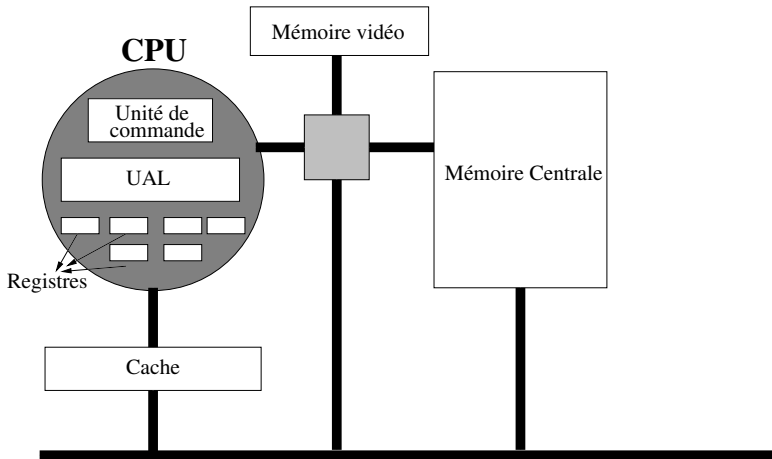 Mémoire vidéo
CPU
Unité de
commande
UAL
Mémoire Centrale
Registres
Cache